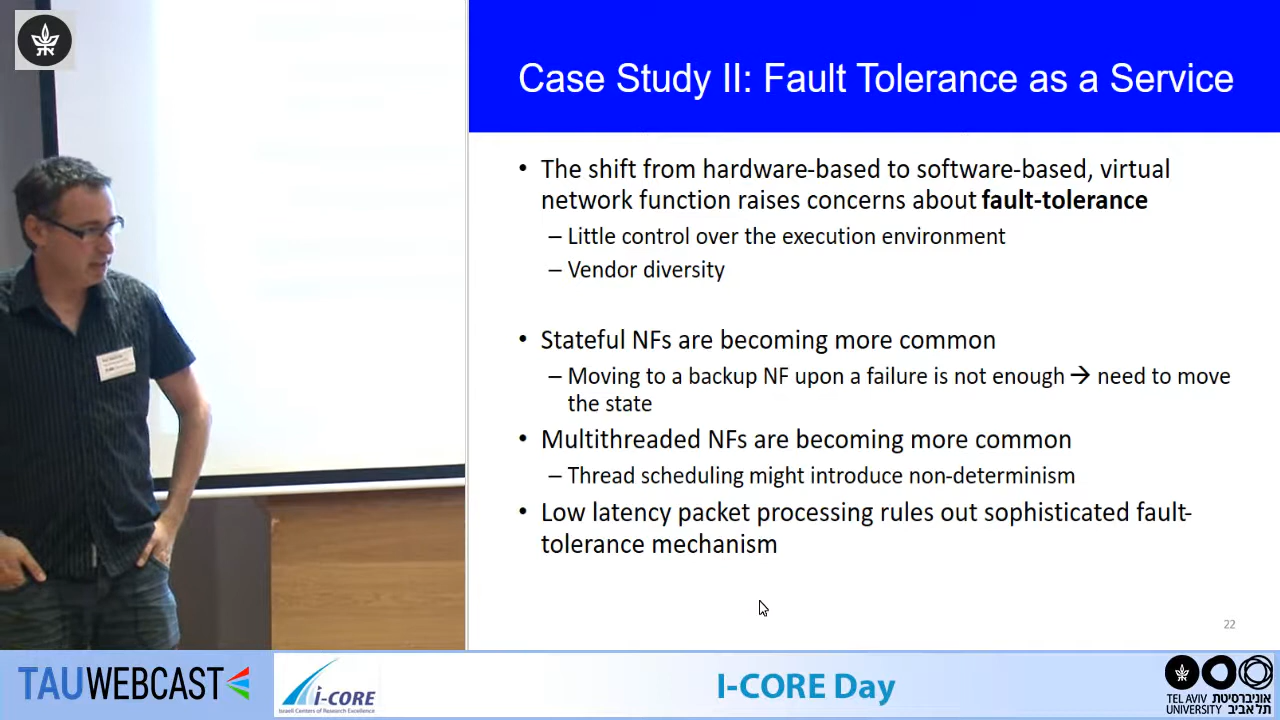 Case Study II: Fault Tolerance as a Service
• The shift from hardware-based to software-based, virtual
network function raises concerns about fault-tolerance
– Little control over the execution environment
– Vendor diversity
• Stateful NFs are becoming more common
– Moving to a backup NF upon a failure is not enough → need to move
the state
• Multithreaded NFs are becoming more common
– Thread scheduling might introduce non-determinism
• Low latency packet processing rules out sophisticated fault-
tolerance mechanism
22
TAUWEBCAST
i-CORE
Israeli Centers of Research Excellence
I-CORE Day
TEL AVIV אוניברסיטת
UNIVERSITY תל אביב